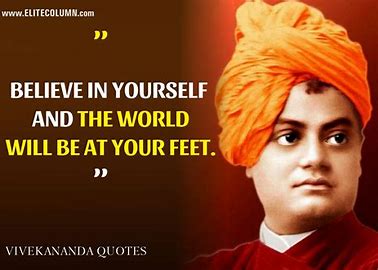 www.ELITECOLUMN.com
”
BELIEVE IN YOURSELF
AND THE WORLD
WILL BE AT YOUR FEET.
”
VIVEKANANDA QUOTES